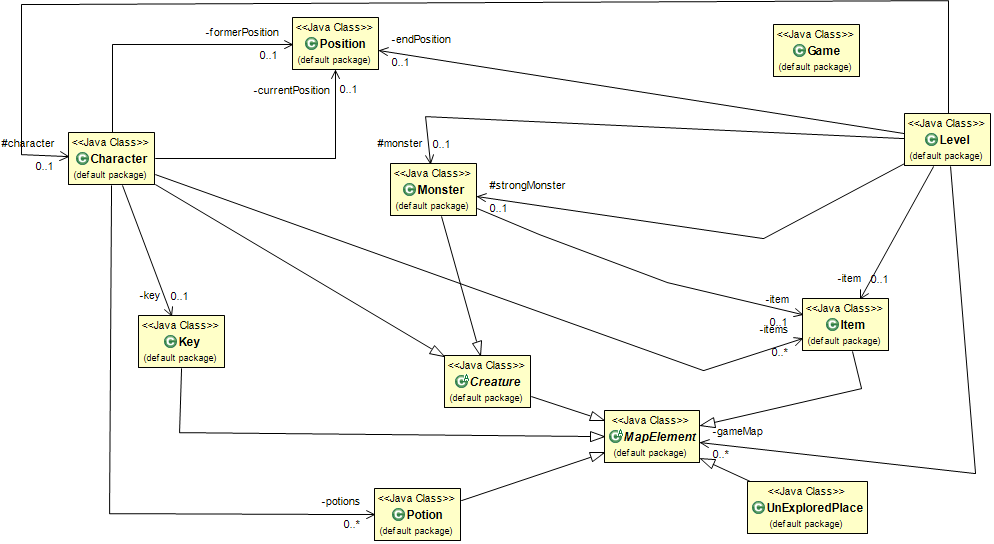 <<Java Class>>
Position
(default package)
<<Java Class>>
Game
(default package)
-formerPosition
0..1
-endPosition
0..1
-currentPosition
0..1
#character
0..1
<<Java Class>>
Character
(default package)
<<Java Class>>
Level
(default package)
#monster
0..1
<<Java Class>>
Monster
(default package)
#strongMonster
0..1
-key
0..1
-item
0..1
-item
0..1
-items
0..*
<<Java Class>>
Item
(default package)
<<Java Class>>
Key
(default package)
<<Java Class>>
Creature
(default package)
<<Java Class>>
MapElement
(default package)
-gameMap
0..*
-potions
0..*
<<Java Class>>
Potion
(default package)
<<Java Class>>
UnExploredPlace
(default package)